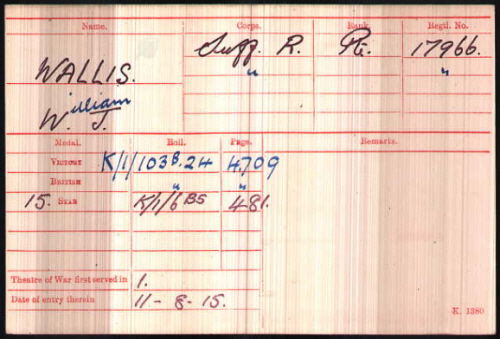 Name. Corps. Rank. Regtl. No.
WALLIS. Suff. R. Pte. 17966.
" "
William
W. J.
Medal. Roll. Page. Remarks.
VICTORY K/1/103B.24 4709
BRITISH " "
15. STAR K/1/6 B5 481.
Theatre of War first served in 1.
Date of entry therein 11-8-15.
K. 1380